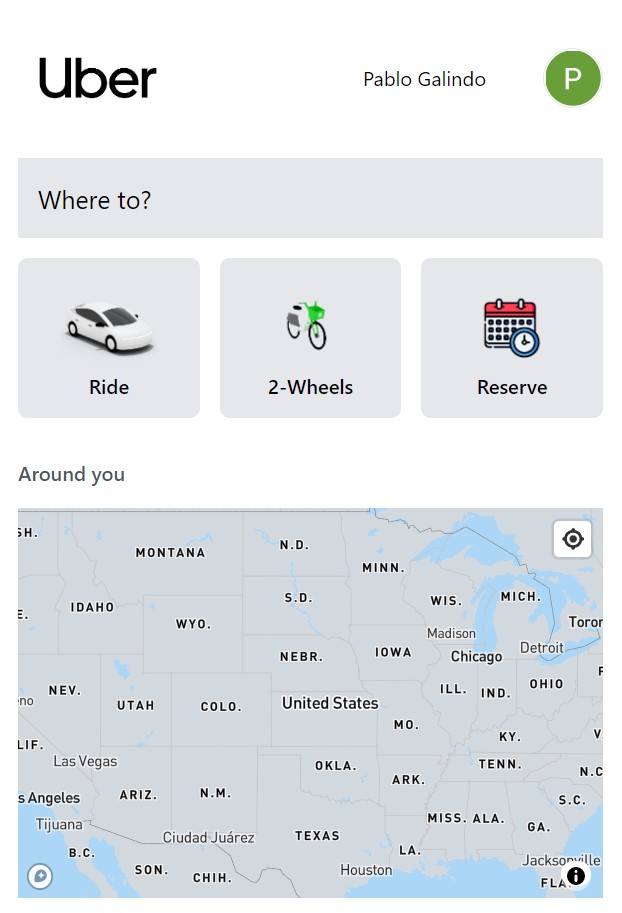 Uber
Pablo Galindo
P
Where to?
Ride
2-Wheels
Reserve
Around you
SH.
MONTANA
N.D.
MINN.
IDAHO
S.D.
WIS.
MICH.
E.
WYO.
Toror
Madison
Detroit
NEBR.
IOWA
Chicago
NEV.
ILL.
IND.
OHIO
no
UTAH
COLO.
United States
MO.
KY.
V
LIF.
Las Vegas
OKLA.
TENN.
N.C
ARK.
s Angeles
ARIZ.
N.M.
S.C.
Tijuana
MISS.
ALA.
GA.
Ciudad Juárez
TEXAS
B.C.
LA.
Jacksonville
SON.
CHIH.
Houston
FLA.